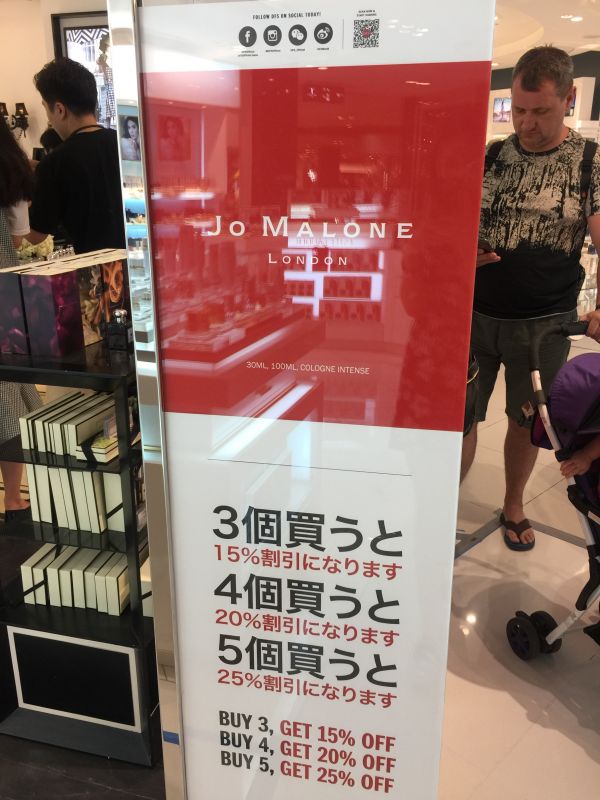 FOLLOW DFS ON SOCIAL TODAY!
JO MALONE
LONDON
30ML, 100ML, COLOGNE INTENSE
3個買うと
15%割引になります
4個買うと
20%割引になります
5個買うと
25%割引になります
BUY 3, GET 15% OFF
BUY 4, GET 20% OFF
BUY 5, GET 25% OFF